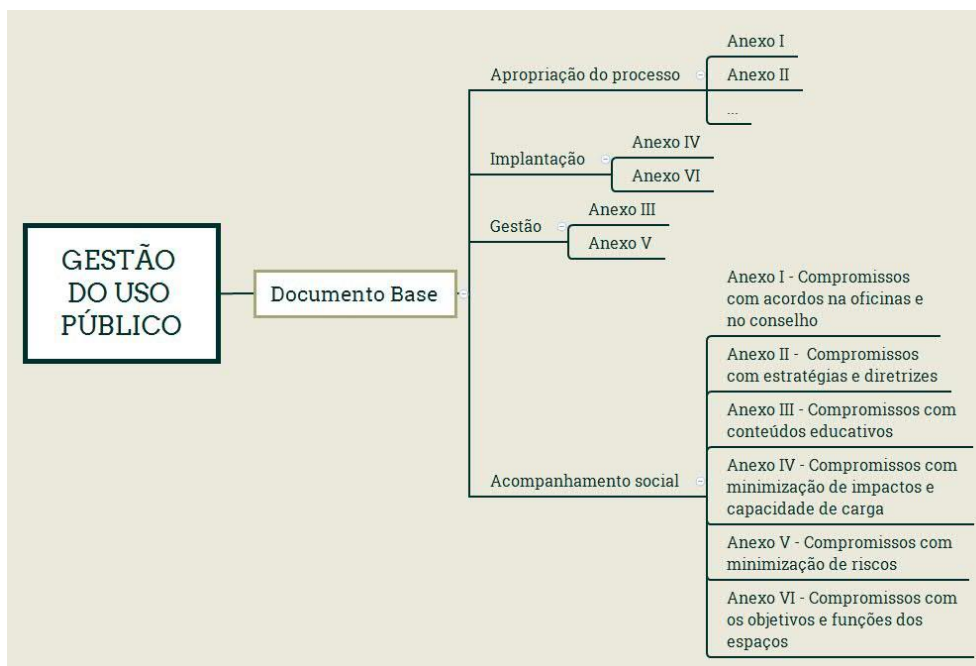 GESTÃO
DO USO
PÚBLICO
Documento Base
Apropriação do processo
Anexo I
Anexo II
...
Implantação
Anexo IV
Anexo VI
Gestão
Anexo III
Anexo V
Acompanhamento social
Anexo I - Compromissos
com acordos na oficinas e
no conselho
Anexo II - Compromissos
com estratégias e diretrizes
Anexo III - Compromissos com
conteúdos educativos
Anexo IV - Compromissos com
minimização de impactos e
capacidade de carga
Anexo V - Compromissos com
minimização de riscos
Anexo VI - Compromissos com
os objetivos e funções dos
espaços